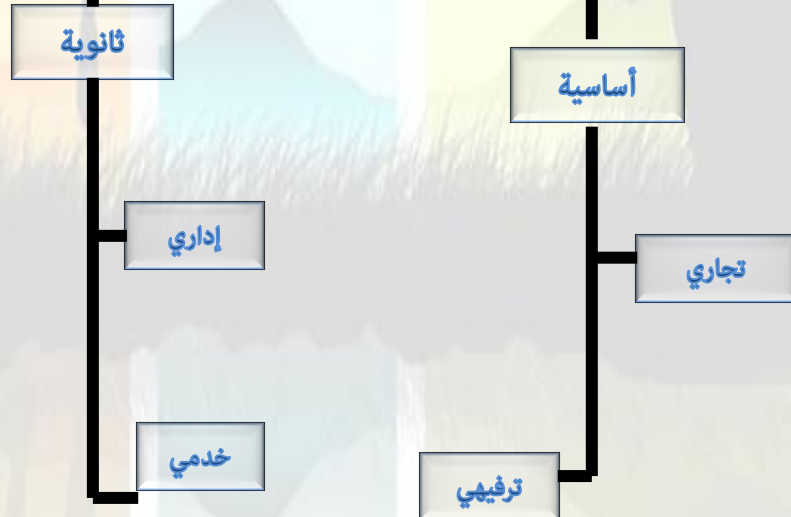 أساسية
تجاري
ترفيهي
ثانوية
إداري
خدمي